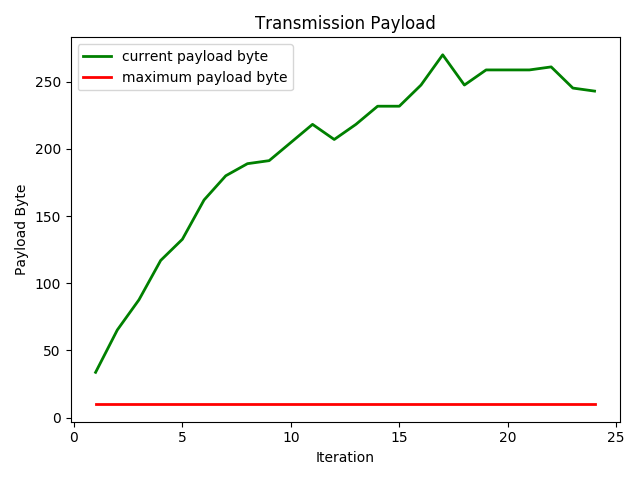 Transmission Payload
current payload byte
maximum payload byte
Payload Byte
250
200
150
100
50
0
0 5 10 15 20 25
Iteration